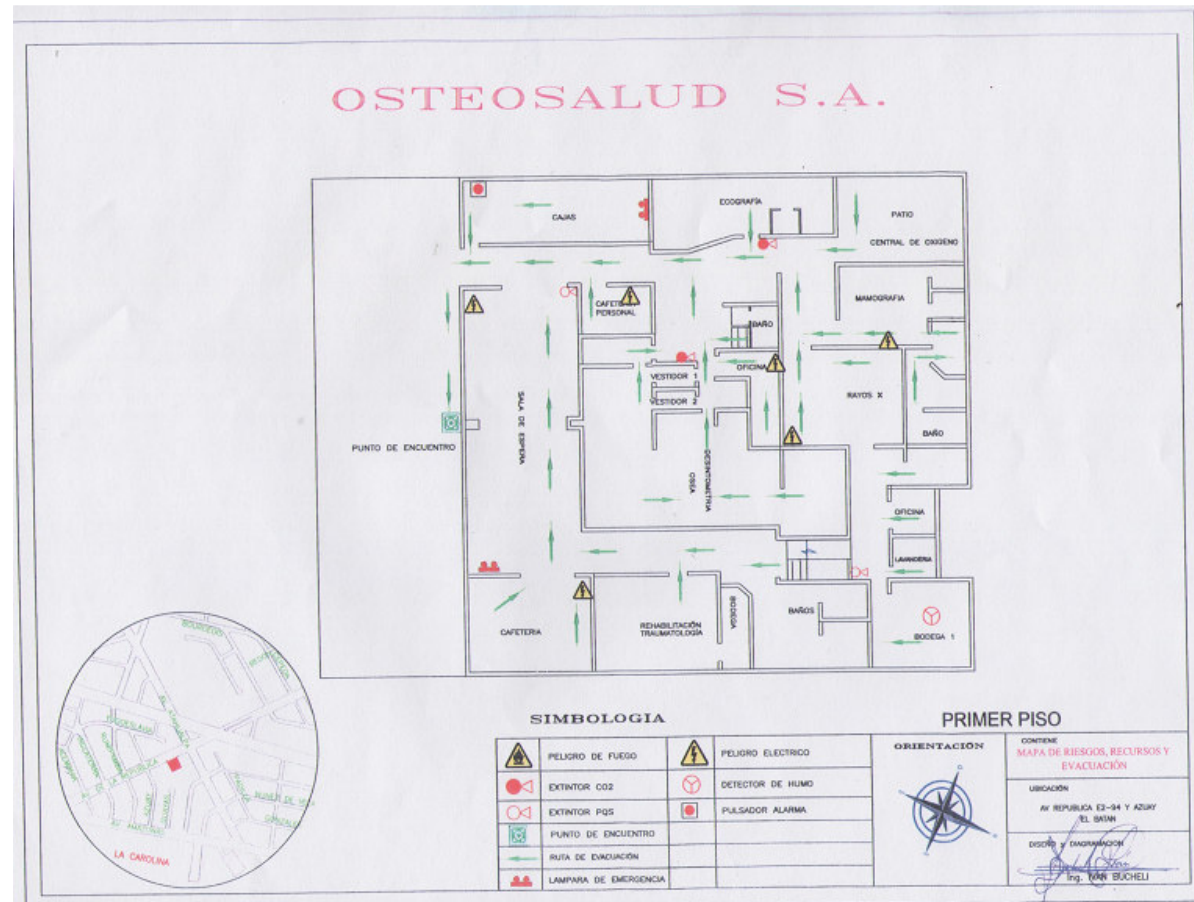 OSTEOSALUD S.A.
CAJAS
ECOGRAFÍA
PATIO
CENTRAL DE OXIGENO
MAMOGRAFIA
PERSONAL
BAÑO
OFICINA
VESTIDOR 1
VESTIDOR 2
RAYOS X
BAÑO
SALA DE ESPERA
PUNTO DE ENCUENTRO
OSEA
OFICINA
LAVANDERIA
CAFETERIA
REHABILITACIÓN
TRAUMATOLOGÍA
BODEGA
BAÑOS
BODEGA 1
LA CAROLINA
SIMBOLOGIA
PELIGRO DE FUEGO
PELIGRO ELECTRICO
EXTINTOR CO2
DETECTOR DE HUMO
EXTINTOR PQS
PULSADOR ALARMA
PUNTO DE ENCUENTRO
RUTA DE EVACUACIÓN
LAMPARA DE EMERGENCIA
PRIMER PISO
ORIENTACIÓN
CONTIENE
MAPA DE RIESGOS, RECURSOS Y
EVACUACIÓN
UBICACIÓN
AV REPUBLICA E2-94 Y AZUAY
EL BATAN
DISEÑO y DIAGRAMACIÓN
Ing. IVAN BUCHELI